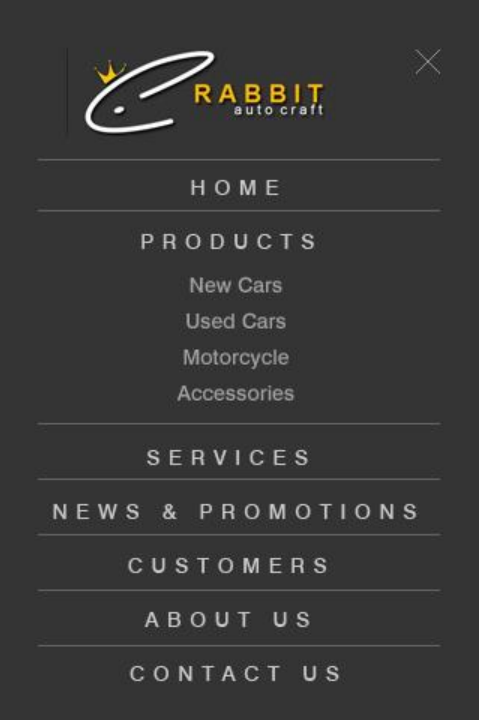 RABBIT
auto craft
HOME
PRODUCTS
New Cars
Used Cars
Motorcycle
Accessories
SERVICES
NEWS & PROMOTIONS
CUSTOMERS
ABOUT US
CONTACT US